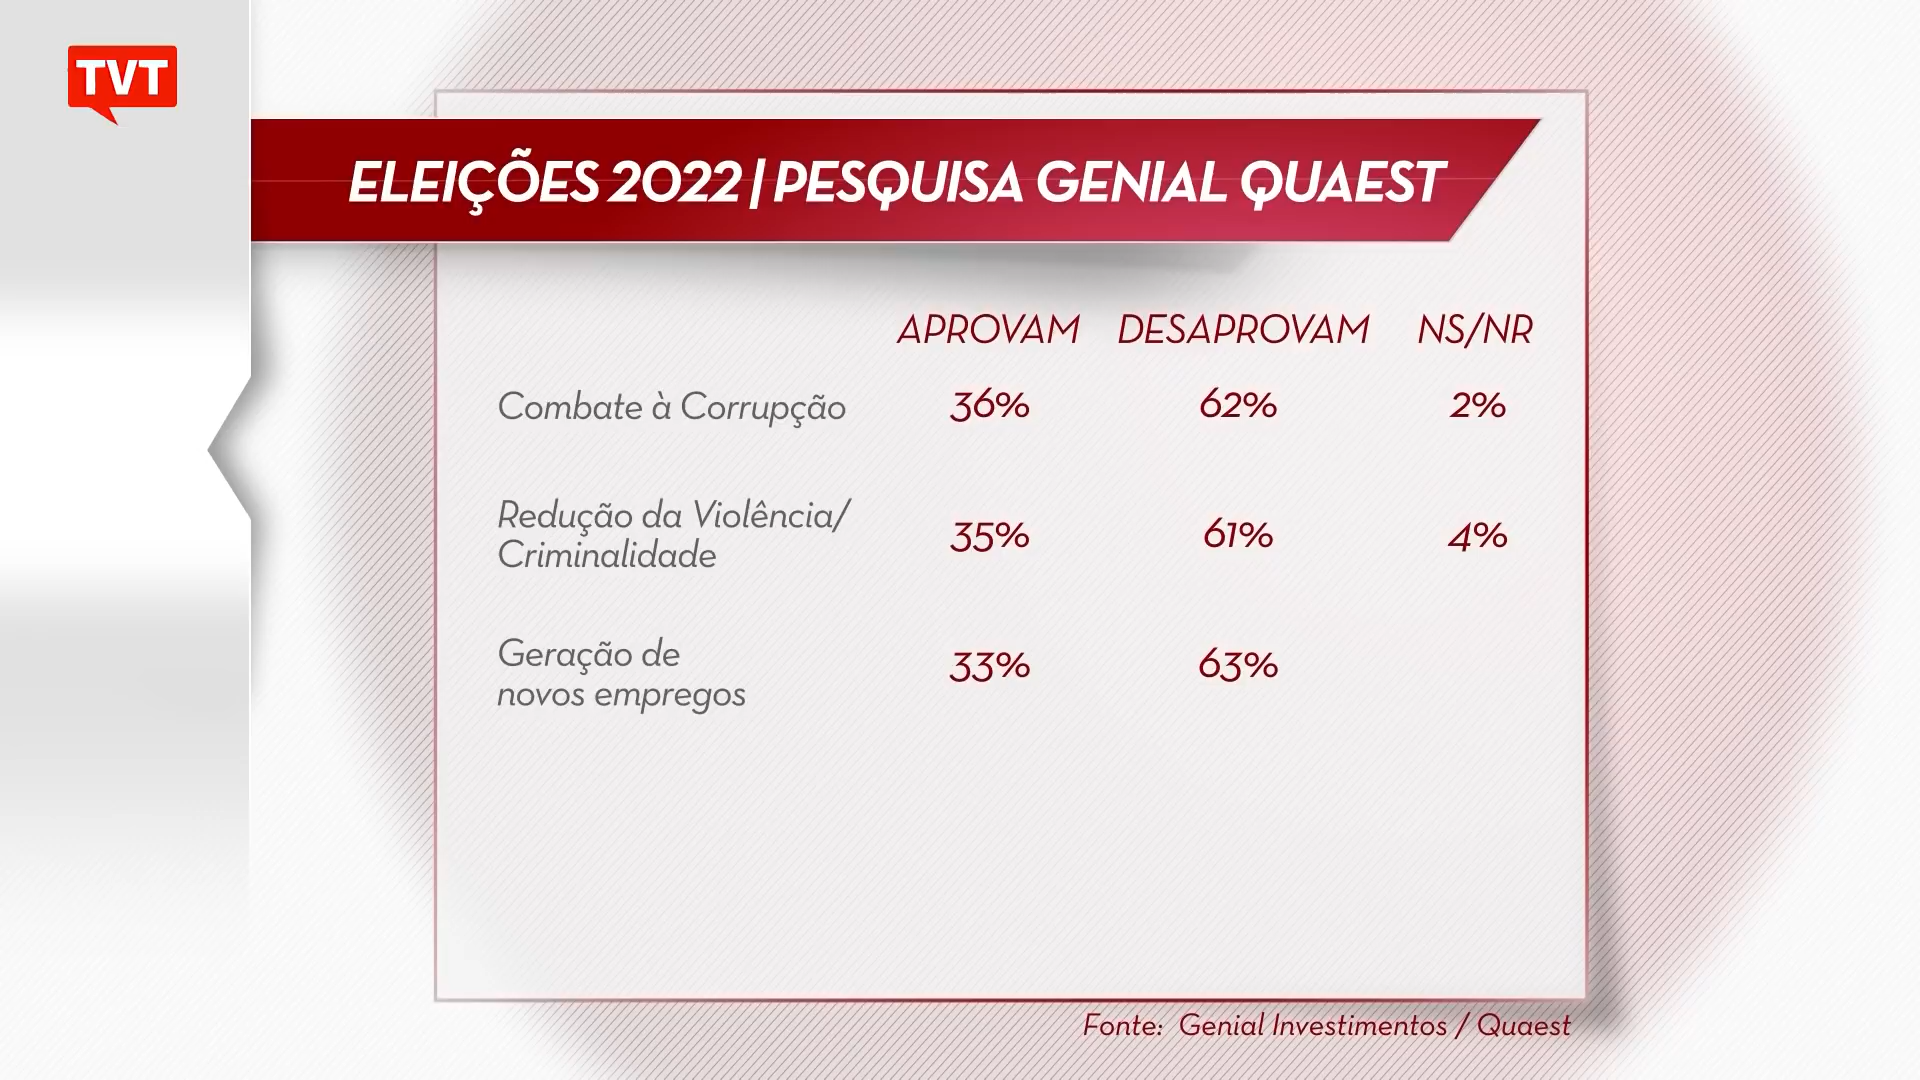 TVT
ELEIÇÕES 2022 | PESQUISA GENIAL QUAEST
APROVAM DESAPROVAM NS/NR
Combate à Corrupção 36% 62% 2%
Redução da Violência/
Criminalidade 35% 61% 4%
Geração de
novos empregos 33% 63%
Fonte: Genial Investimentos / Quaest